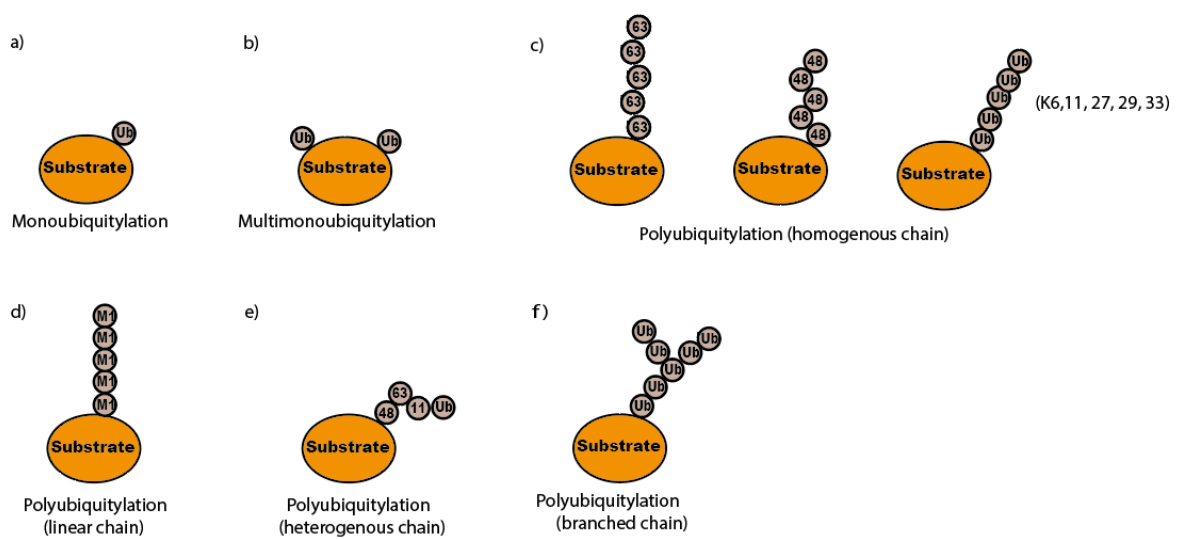 a)
Ub
Substrate
Monoubiquitylation
b)
Ub
Ub
Substrate
Multimonoubiquitylation
c)
63
63
63
63
63
Substrate
48
48
48
48
48
Substrate
Ub
Ub
Ub
Ub
Ub
Substrate
(K6,11, 27, 29, 33)
Polyubiquitylation (homogenous chain)
d)
M1
M1
M1
M1
M1
Substrate
Polyubiquitylation
(linear chain)
e)
63
48
11
Ub
Substrate
Polyubiquitylation
(heterogenous chain)
f)
Ub
Ub
Ub
Ub
Ub
Ub
Ub
Substrate
Polyubiquitylation
(branched chain)